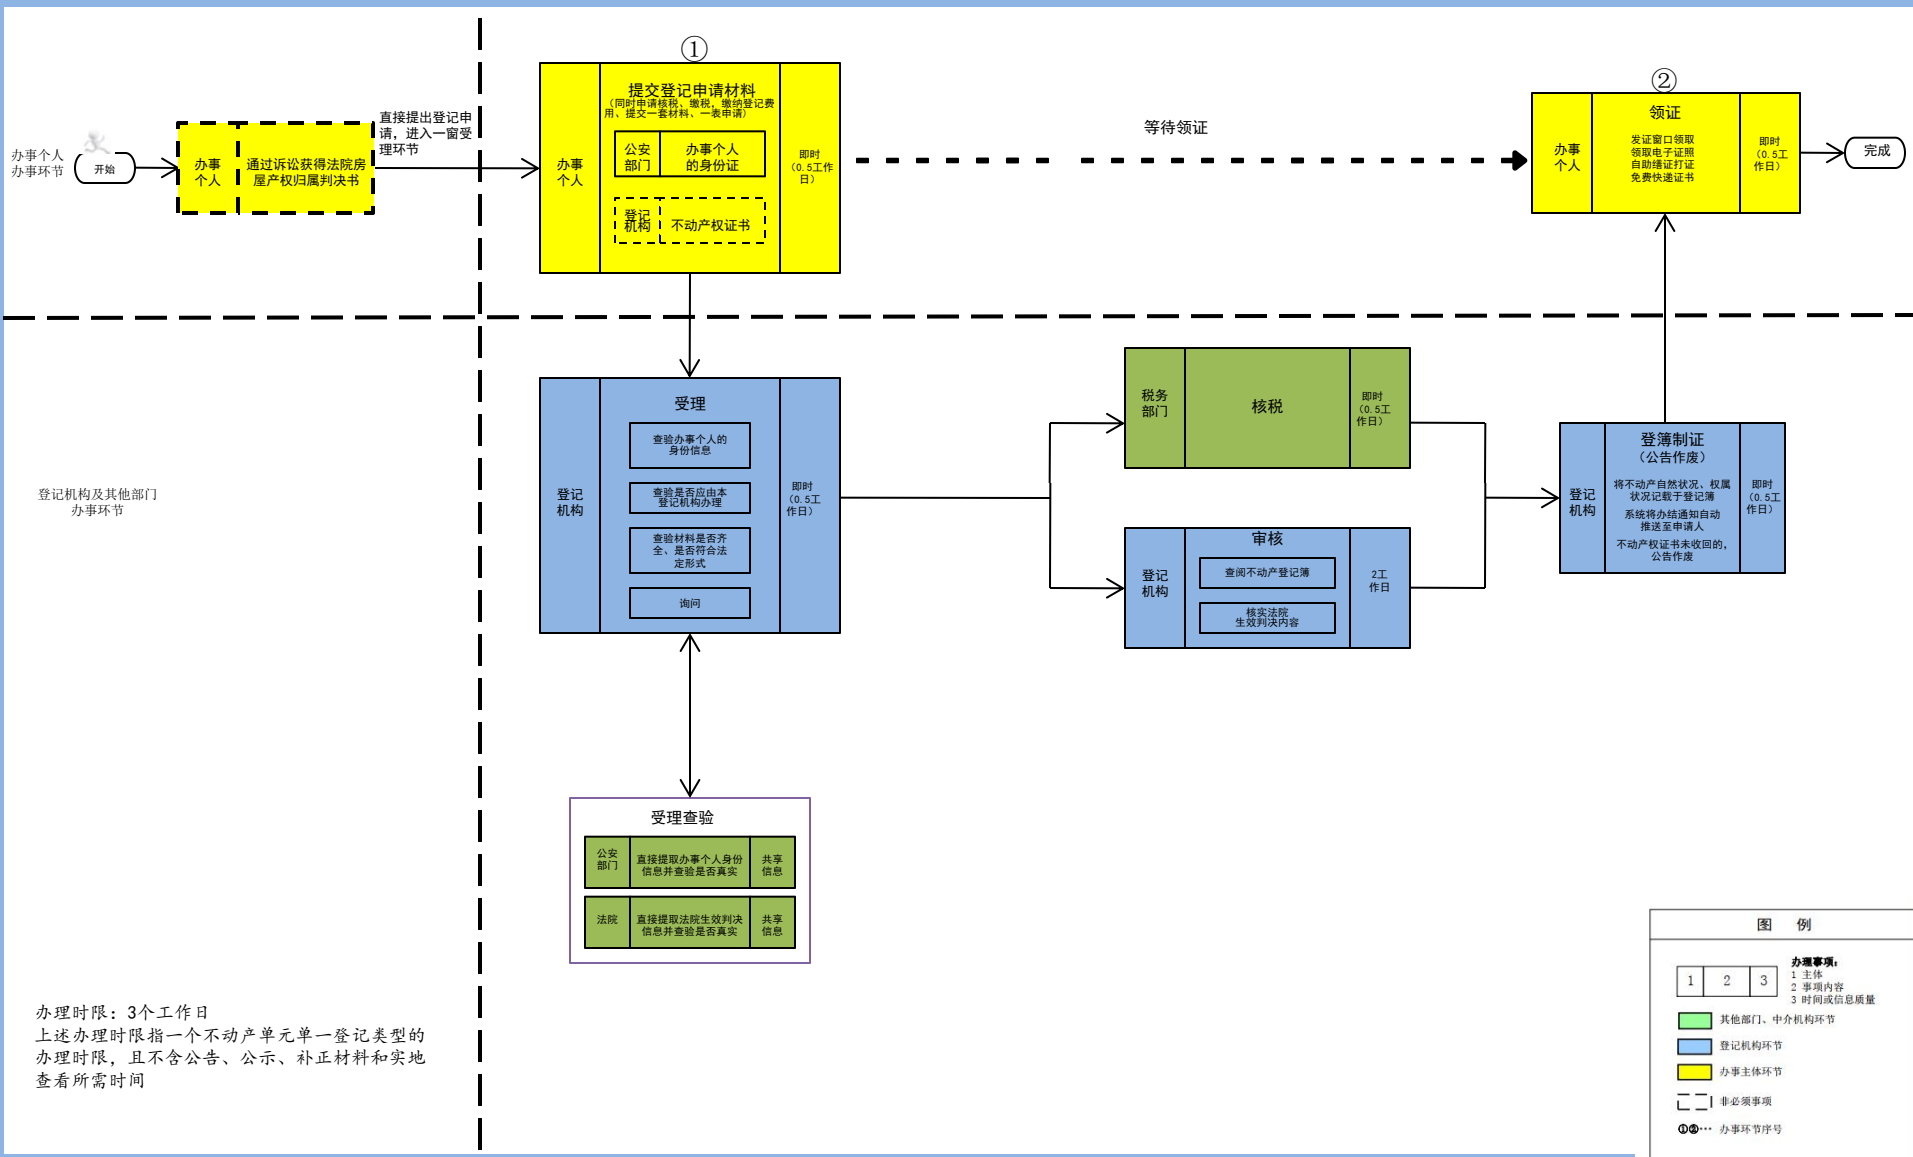 办事个人
办事环节
开始
办事
个人
通过诉讼获得法院房
屋产权归属判决书
直接提出登记申
请，进入一窗受
理环节
①
办事
个人
提交登记申请材料
（同时申请核税、缴税，缴纳登记费
用、提交一套材料、一表申请）
公安
部门
办事个人
的身份证
登记
机构
不动产权证书
即时
（0.5工作
日）
等待领证
②
办事
个人
领证
发证窗口领取
领取电子证照
自助缮证打证
免费快递证书
即时
（0.5工
作日）
完成
登记机构及其他部门
办事环节
登记
机构
受理
查验办事个人的
身份信息
查验是否应由本
登记机构办理
查验材料是否齐
全、是否符合法
定形式
询问
即时
（0.5工
作日）
税务
部门
核税
即时
（0.5工
作日）
登记
机构
审核
查阅不动产登记簿
核实法院
生效判决内容
2工
作日
登记
机构
登簿制证
（公告作废）
将不动产自然状况、权属
状况记载于登记簿
系统将办结通知自动
推送至申请人
不动产权证书未收回的，
公告作废
即时
（0.5工
作日）
受理查验
公安
部门
直接提取办事个人身份
信息并查验是否真实
共享
信息
法院
直接提取法院生效判决
信息并查验是否真实
共享
信息
办理时限：3个工作日
上述办理时限指一个不动产单元单一登记类型的
办理时限，且不含公告、公示、补正材料和实地
查看所需时间
图 例
1 2 3
办理事项：
1 主体
2 事项内容
3 时间或信息质量
其他部门、中介机构环节
登记机构环节
办事主体环节
非必须事项
①②… 办事环节序号